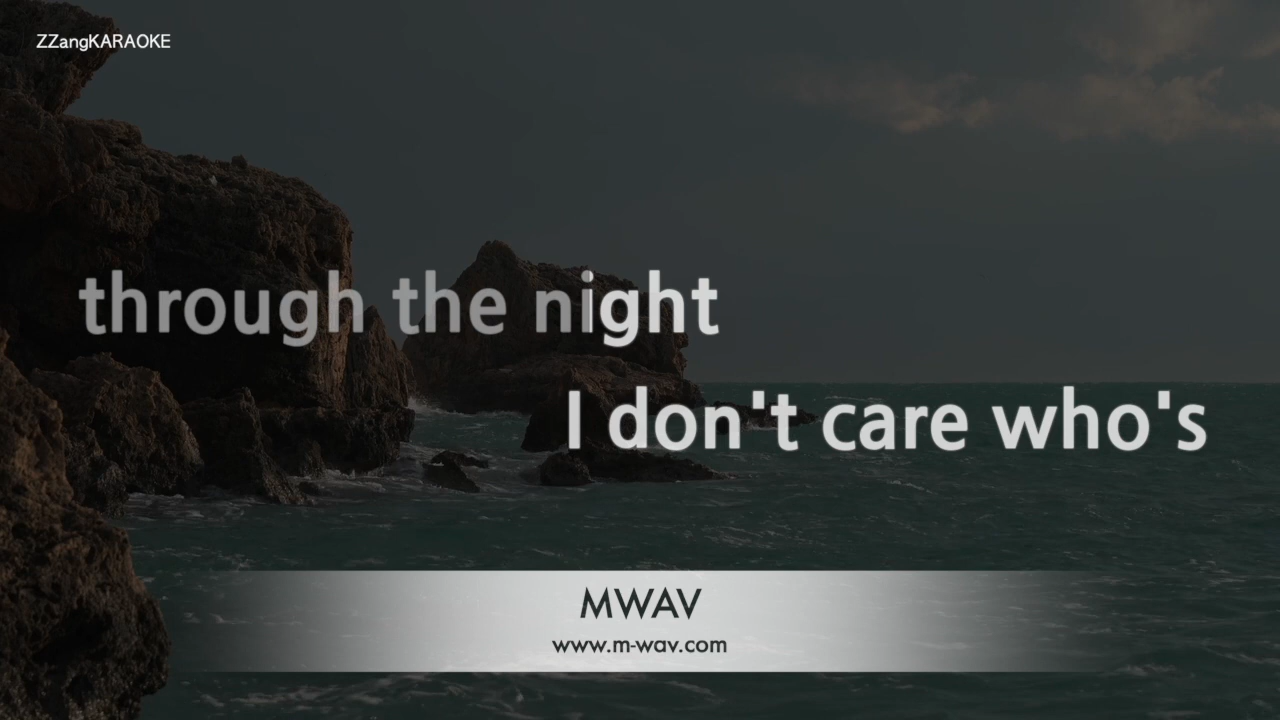 ZZangKARAOKE
through the night
I don't care who's
MWAV
www.m-wav.com